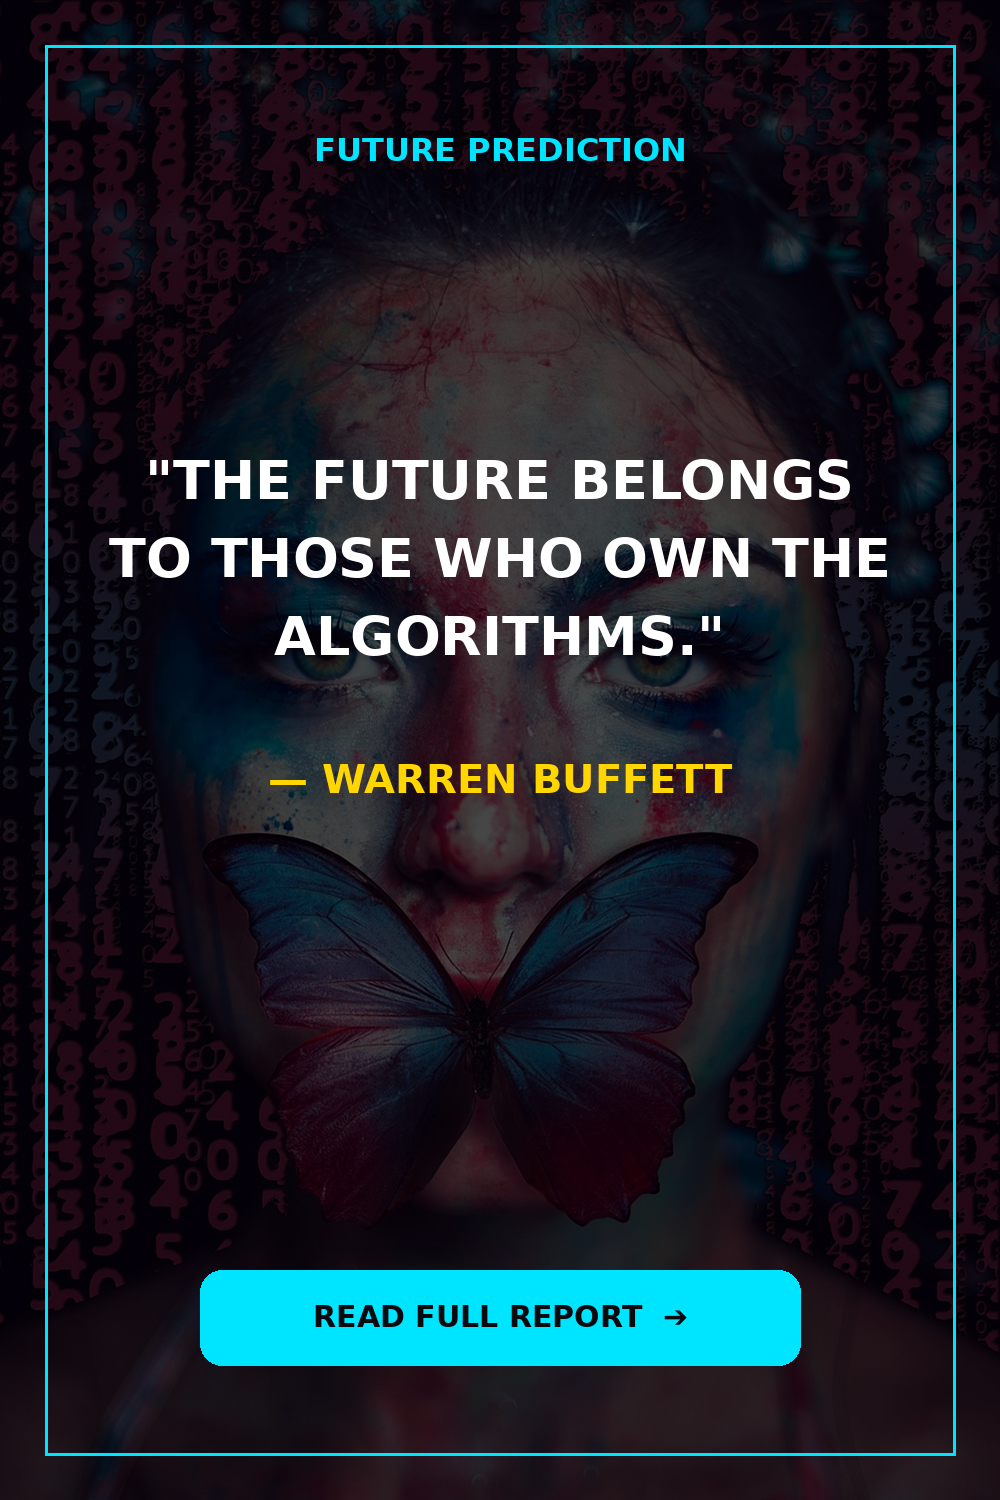 FUTURE PREDICTION
"THE FUTURE BELONGS
TO THOSE WHO OWN THE
ALGORITHMS."
— WARREN BUFFETT
READ FULL REPORT ➔